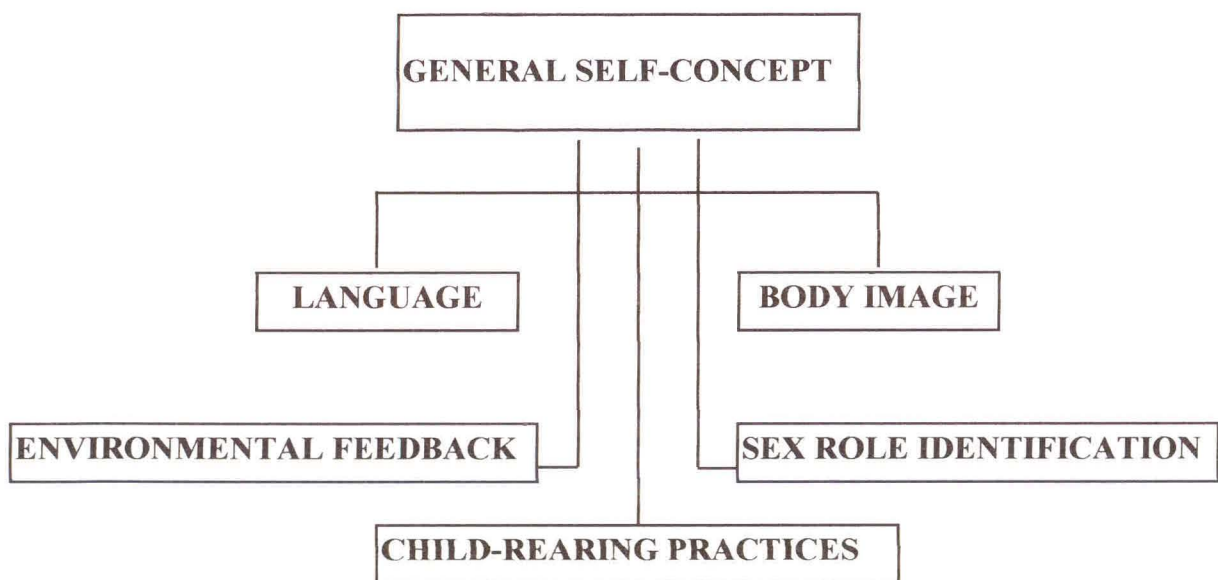 GENERAL SELF-CONCEPT
LANGUAGE
BODY IMAGE
ENVIRONMENTAL FEEDBACK
SEX ROLE IDENTIFICATION
CHILD-REARING PRACTICES